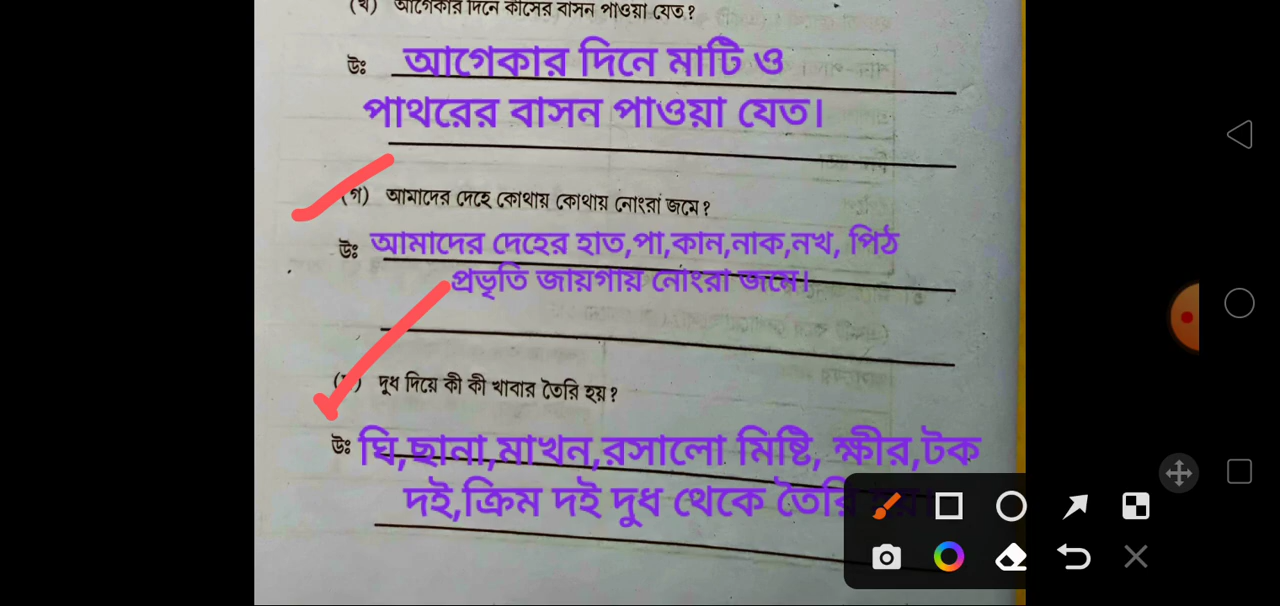 (খ) আগেকার দিনে কীসের বাসন পাওয়া যেত?
উঃ আগেকার দিনে মাটি ও
পাথরের বাসন পাওয়া যেত।
(গ) আমাদের দেহে কোথায় কোথায় নোংরা জমে?
উঃ আমাদের দেহের হাত,পা,কান,নাক,নখ, পিঠ
প্রভৃতি জায়গায় নোংরা জমে।
দুধ দিয়ে কী কী খাবার তৈরি হয়?
উঃ ঘি,ছানা,মাখন,রসালো মিষ্টি, ক্ষীর,টক
দই,ক্রিম দই দুধ থেকে তৈরি হয়।